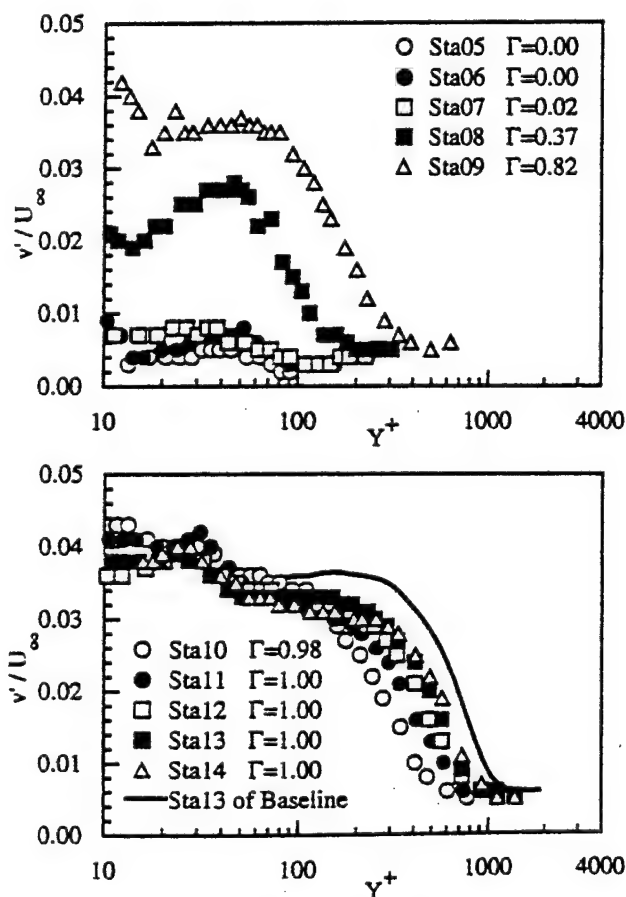 0.05
0.04
0.03
0.02
0.01
0.00
v'/U∞
Sta05 Γ=0.00
Sta06 Γ=0.00
Sta07 Γ=0.02
Sta08 Γ=0.37
Sta09 Γ=0.82
10 100 1000 4000
Y+
0.05
0.04
0.03
0.02
0.01
0.00
v'/U∞
Sta10 Γ=0.98
Sta11 Γ=1.00
Sta12 Γ=1.00
Sta13 Γ=1.00
Sta14 Γ=1.00
Sta13 of Baseline
10 100 1000 4000
Y+